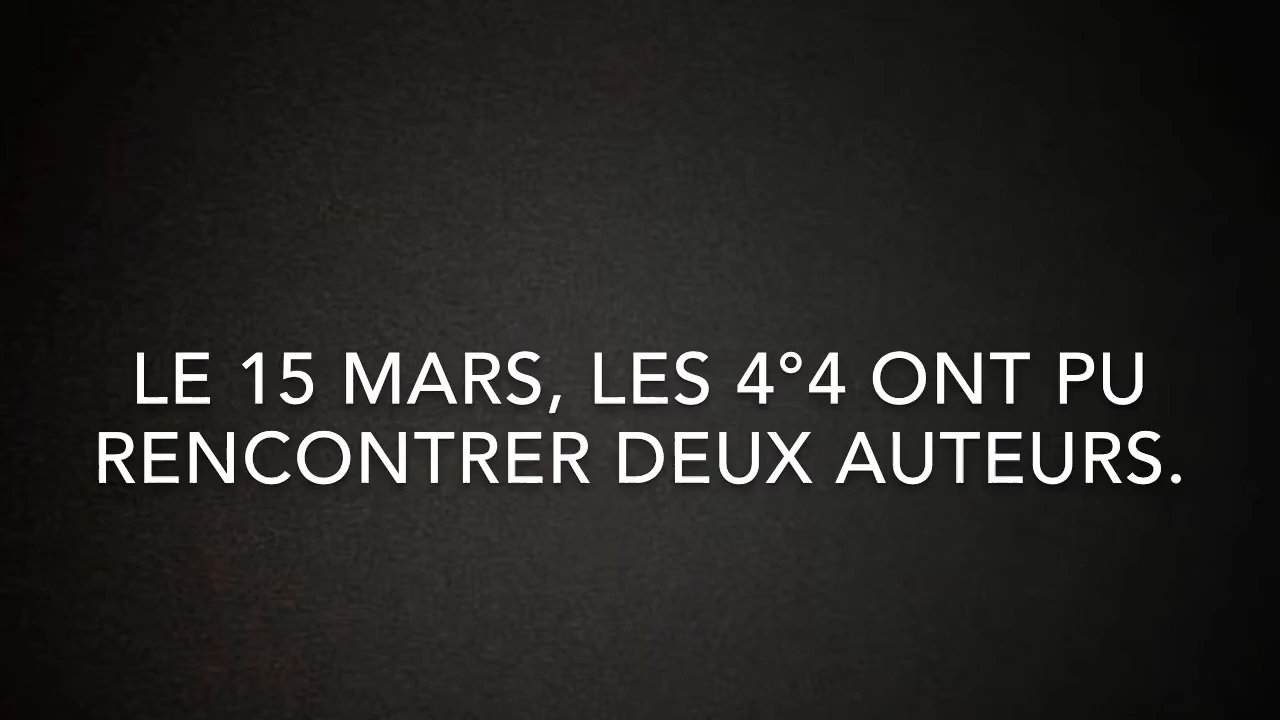 LE 15 MARS, LES 4°4 ONT PU
RENCONTRER DEUX AUTEURS.